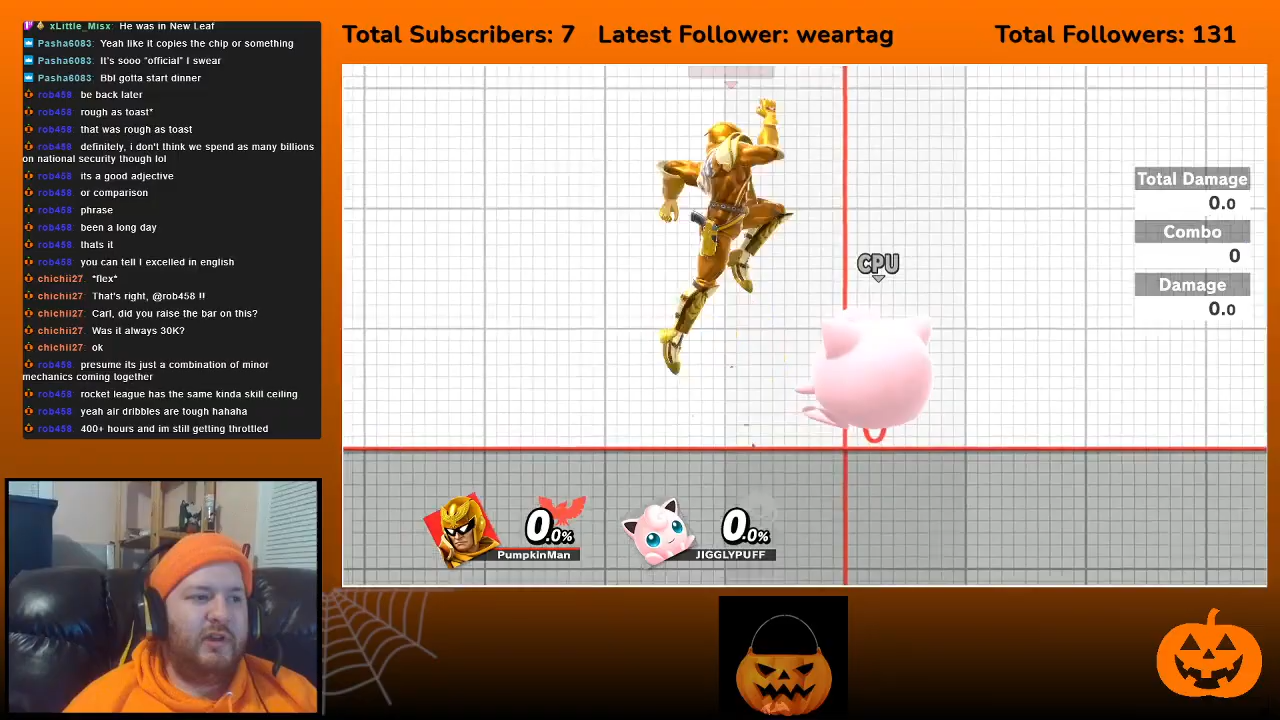 Total Subscribers: 7 Latest Follower: weartag Total Followers: 131
xLittle_Misx: He was in New Leaf
Pasha6083: Yeah like it copies the chip or something
Pasha6083: It's sooo "official" I swear
Pasha6083: Bbl gotta start dinner
rob458: be back later
rob458: rough as toast*
rob458: that was rough as toast
rob458: definitely, i don't think we spend as many billions
on national security though lol
rob458: its a good adjective
rob458: or comparison
rob458: phrase
rob458: been a long day
rob458: thats it
rob458: you can tell I excelled in english
chichii27: *flex*
chichii27: That's right, @rob458 !!
chichii27: Carl, did you raise the bar on this?
chichii27: Was it always 30K?
chichii27: ok
rob458: presume its just a combination of minor
mechanics coming together
rob458: rocket league has the same kinda skill ceiling
rob458: yeah air dribbles are tough hahaha
rob458: 400+ hours and im still getting throttled
CPU
Total Damage
0.0
Combo
0
Damage
0.0
0.0%
PumpkinMan
0.0%
JIGGLYPUFF